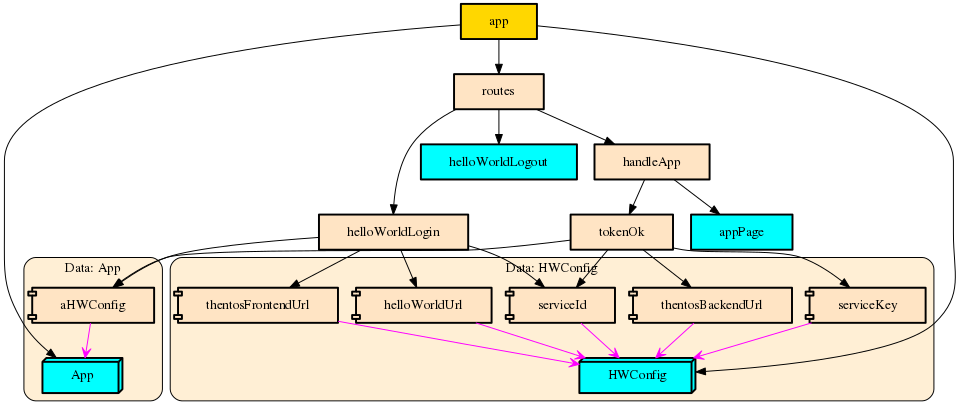 app
routes
helloWorldLogout
handleApp
helloWorldLogin
tokenOk
appPage
Data: App
Data: HWConfig
aHWConfig
thentosFrontendUrl
helloWorldUrl
serviceId
thentosBackendUrl
serviceKey
App
HWConfig